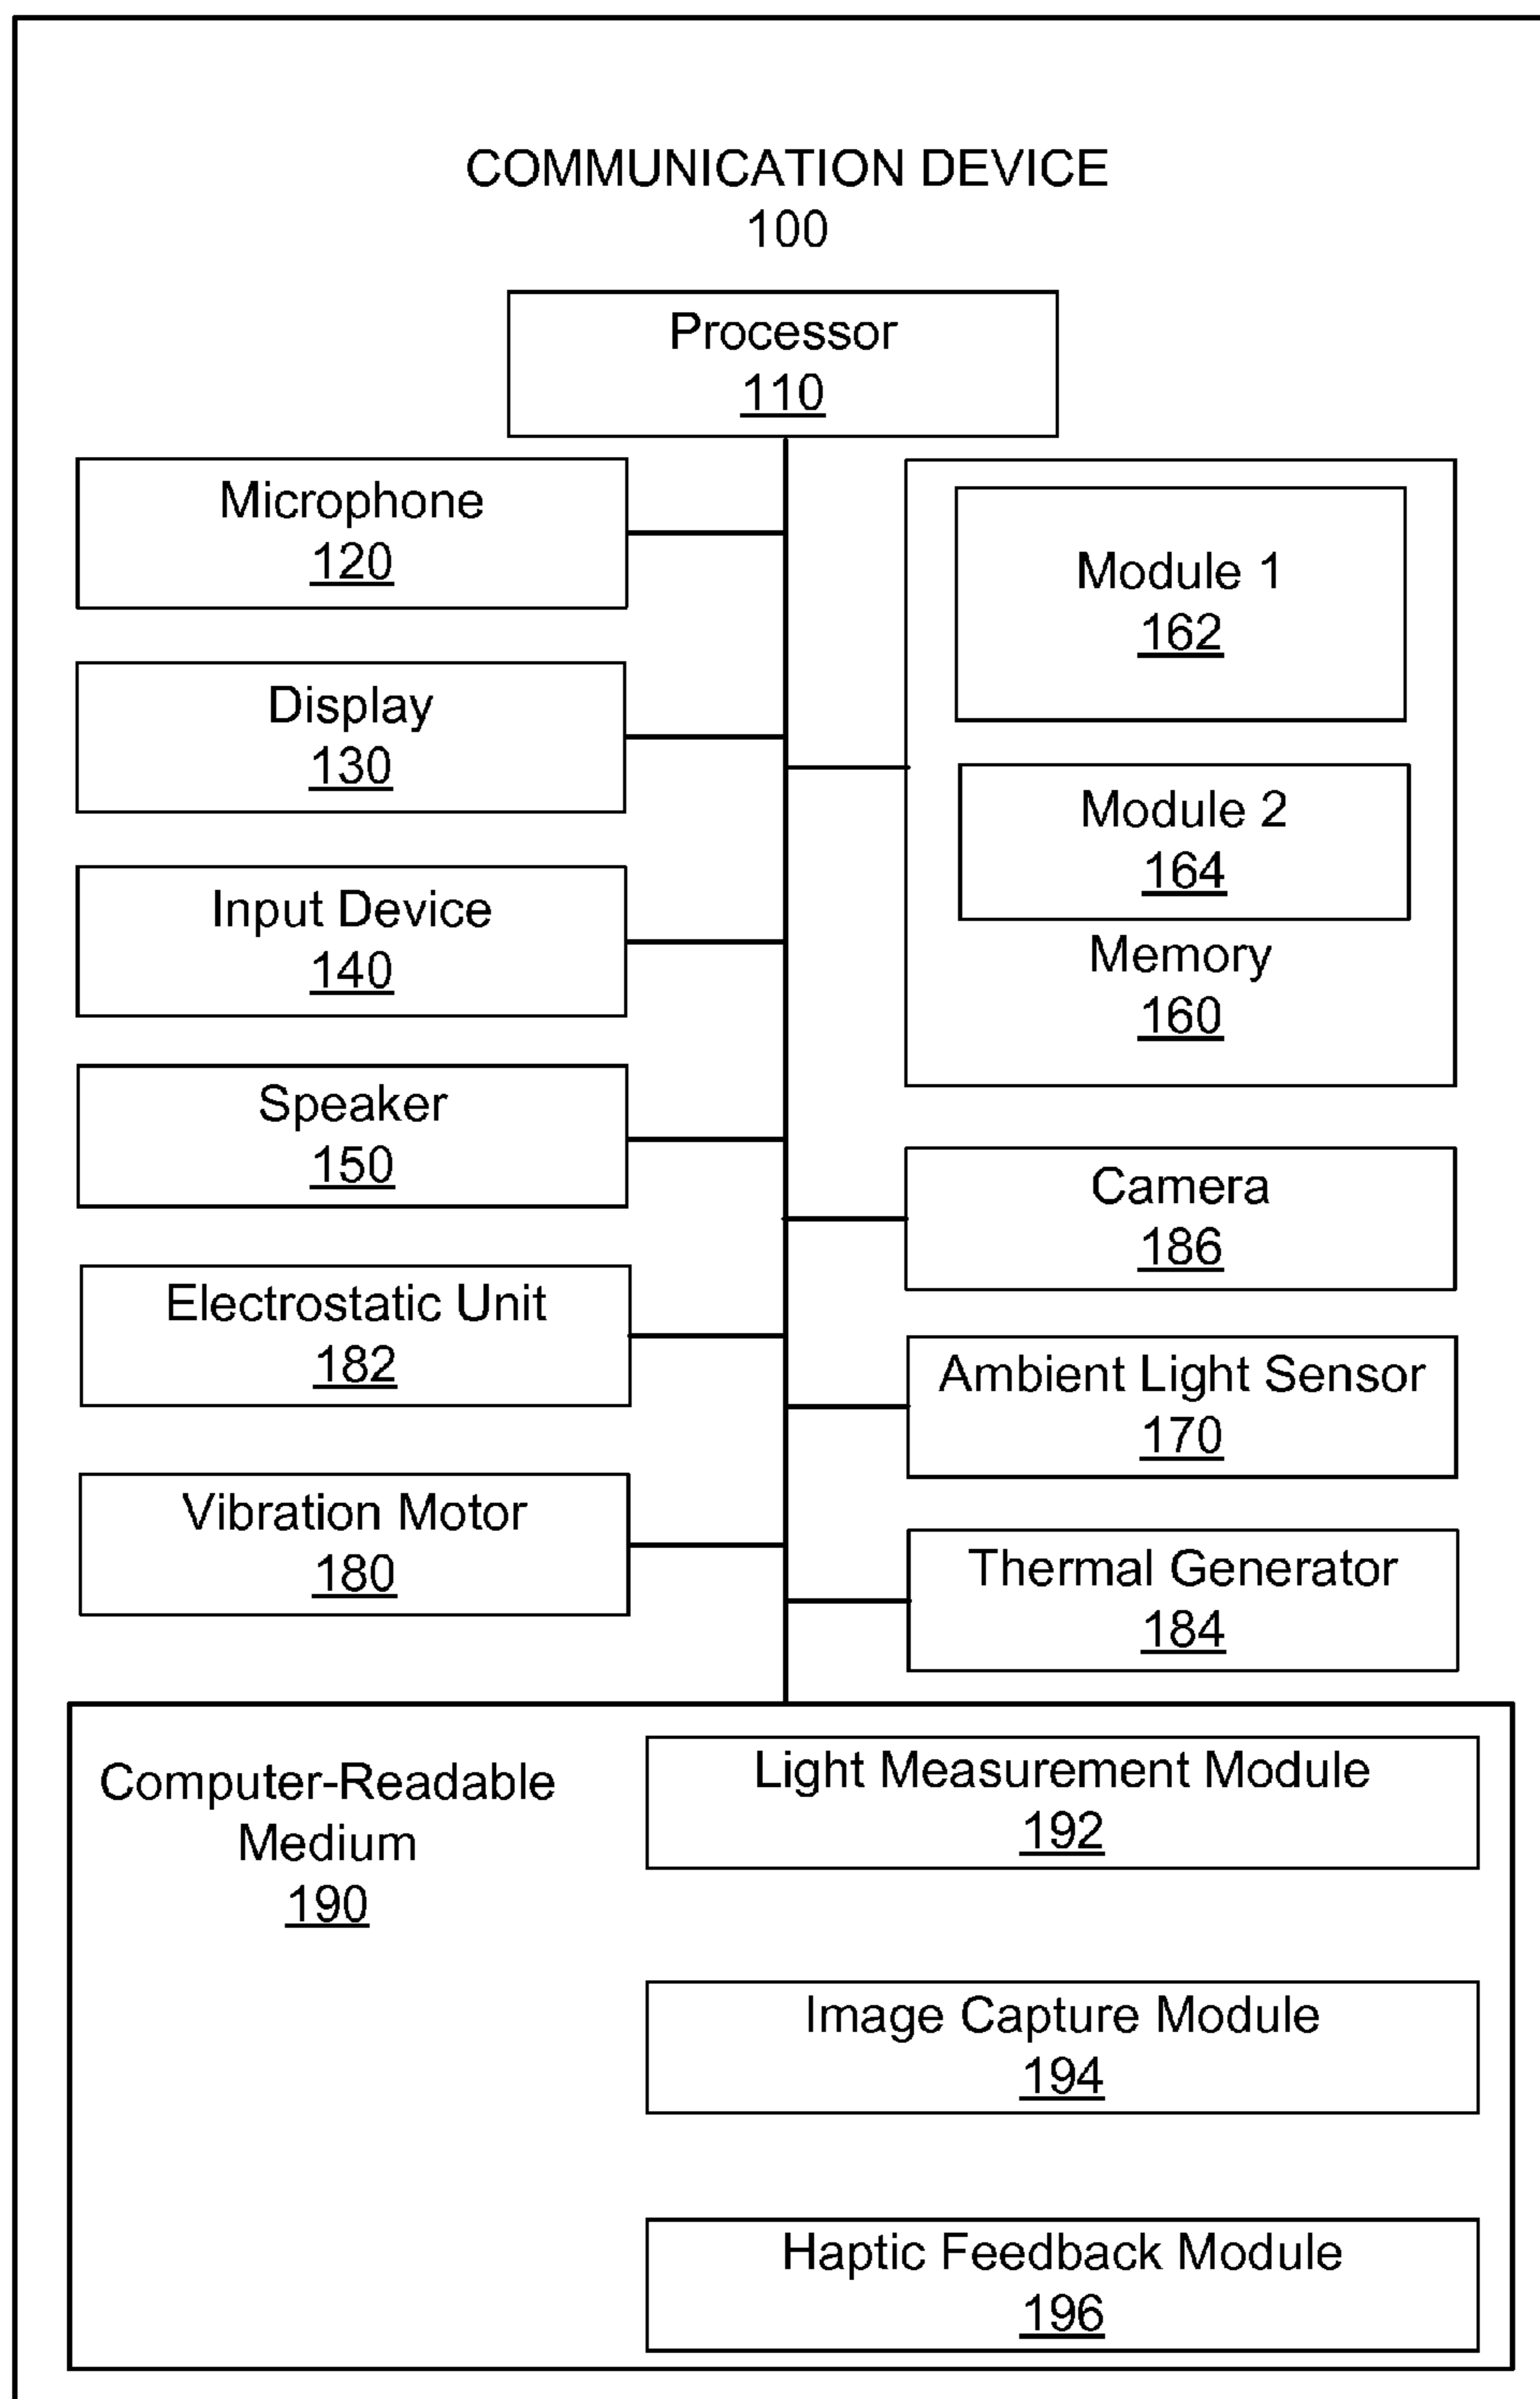 COMMUNICATION DEVICE
100
Processor
110
Microphone
120
Display
130
Input Device
140
Speaker
150
Electrostatic Unit
182
Vibration Motor
180
Module 1
162
Module 2
164
Memory
160
Camera
186
Ambient Light Sensor
170
Thermal Generator
184
Computer-Readable
Medium
190
Light Measurement Module
192
Image Capture Module
194
Haptic Feedback Module
196